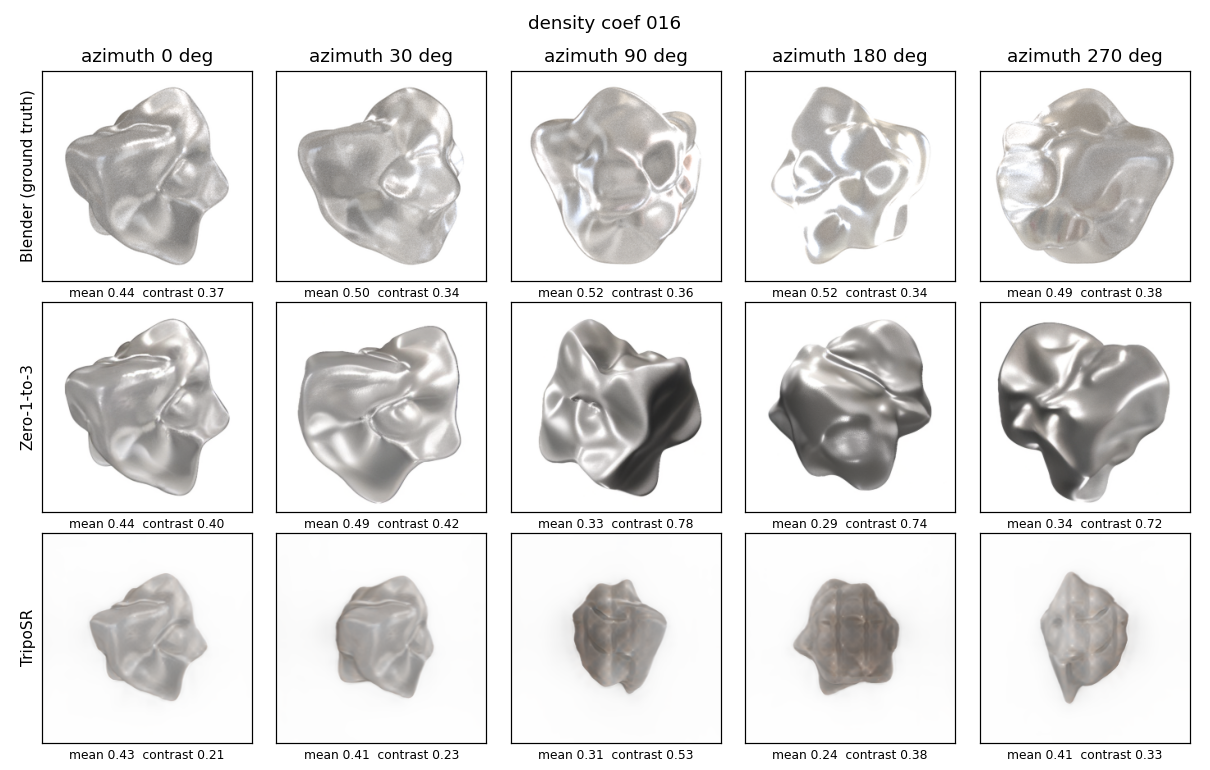 density coef 016
azimuth 0 deg
azimuth 30 deg
azimuth 90 deg
azimuth 180 deg
azimuth 270 deg
Blender (ground truth)
mean 0.44 contrast 0.37
mean 0.50 contrast 0.34
mean 0.52 contrast 0.36
mean 0.52 contrast 0.34
mean 0.49 contrast 0.38
Zero-1-to-3
mean 0.44 contrast 0.40
mean 0.49 contrast 0.42
mean 0.33 contrast 0.78
mean 0.29 contrast 0.74
mean 0.34 contrast 0.72
TripoSR
mean 0.43 contrast 0.21
mean 0.41 contrast 0.23
mean 0.31 contrast 0.53
mean 0.24 contrast 0.38
mean 0.41 contrast 0.33